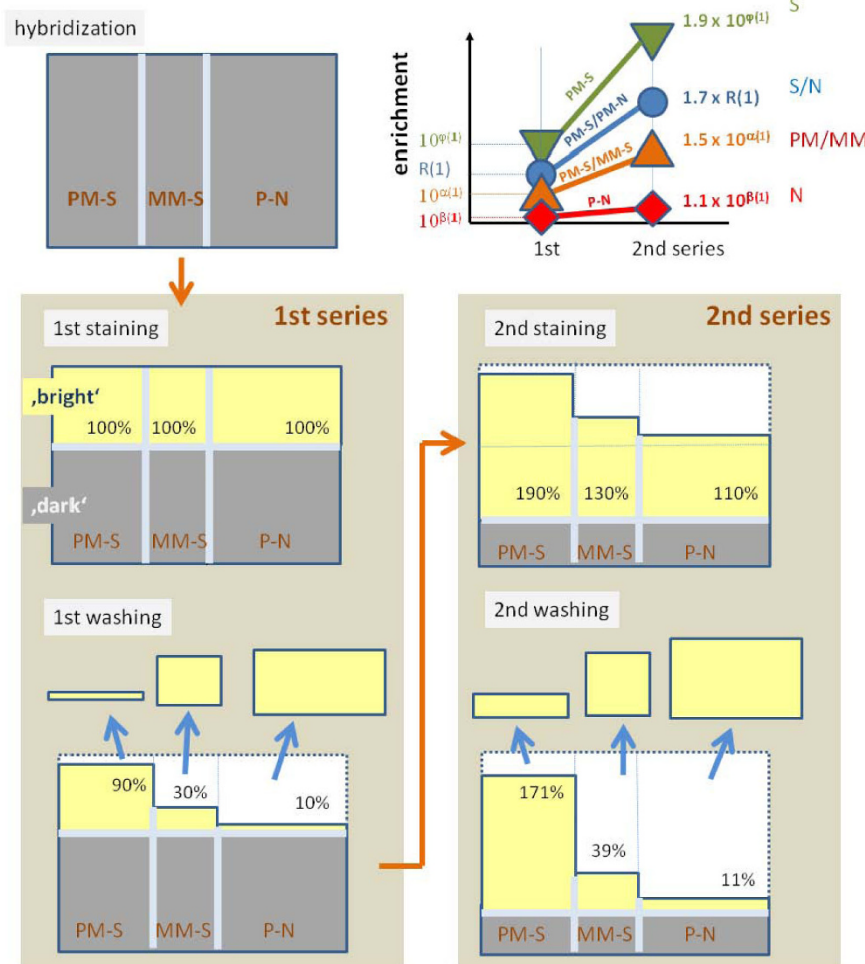 hybridization
PM-S MM-S P-N
enrichment
10φ(1)
R(1)
10α(1)
10β(1)
PM-S
PM-S/PM-N
PM-S/MM-S
P-N
1.9 x 10φ(1)
1.7 x R(1)
1.5 x 10α(1)
1.1 x 10β(1)
S
S/N
PM/MM
N
1st 2nd series
1st series
1st staining
‚bright‘
100% 100% 100%
‚dark‘
PM-S MM-S P-N
1st washing
90% 30% 10%
PM-S MM-S P-N
2nd series
2nd staining
190% 130% 110%
PM-S MM-S P-N
2nd washing
171%
39%
11%
PM-S MM-S P-N